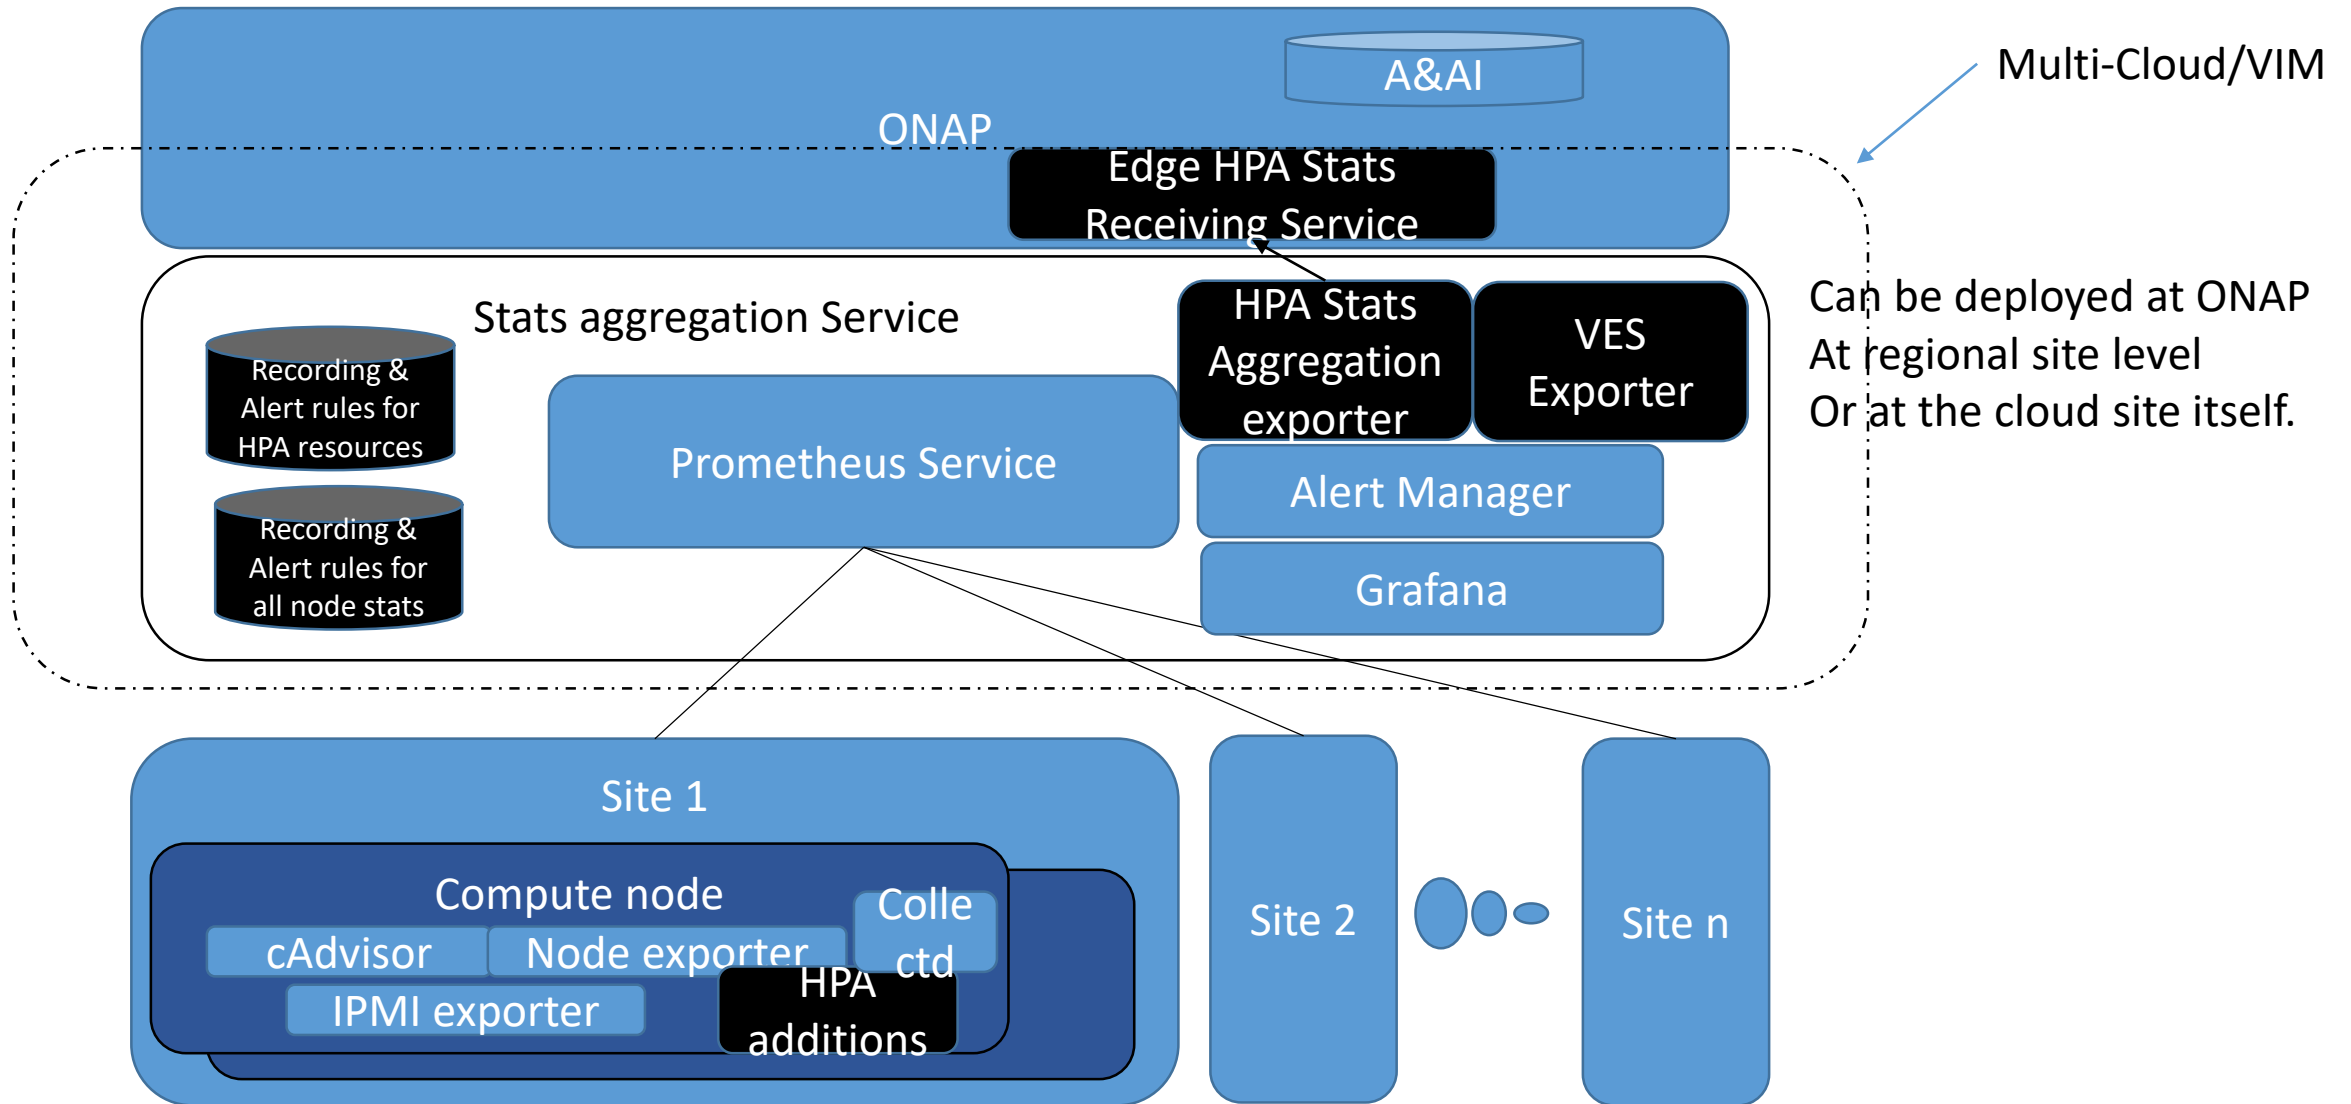 A&AI
Multi-Cloud/VIM
ONAP
Edge HPA Stats
Receiving Service
Stats aggregation Service
Recording &
Alert rules for
HPA resources
Recording &
Alert rules for
all node stats
Prometheus Service
HPA Stats
Aggregation
exporter
VES
Exporter
Alert Manager
Grafana
Can be deployed at ONAP
At regional site level
Or at the cloud site itself.
Site 1
Compute node
cAdvisor
Node exporter
Colle
ctd
IPMI exporter
HPA
additions
Site 2
Site n